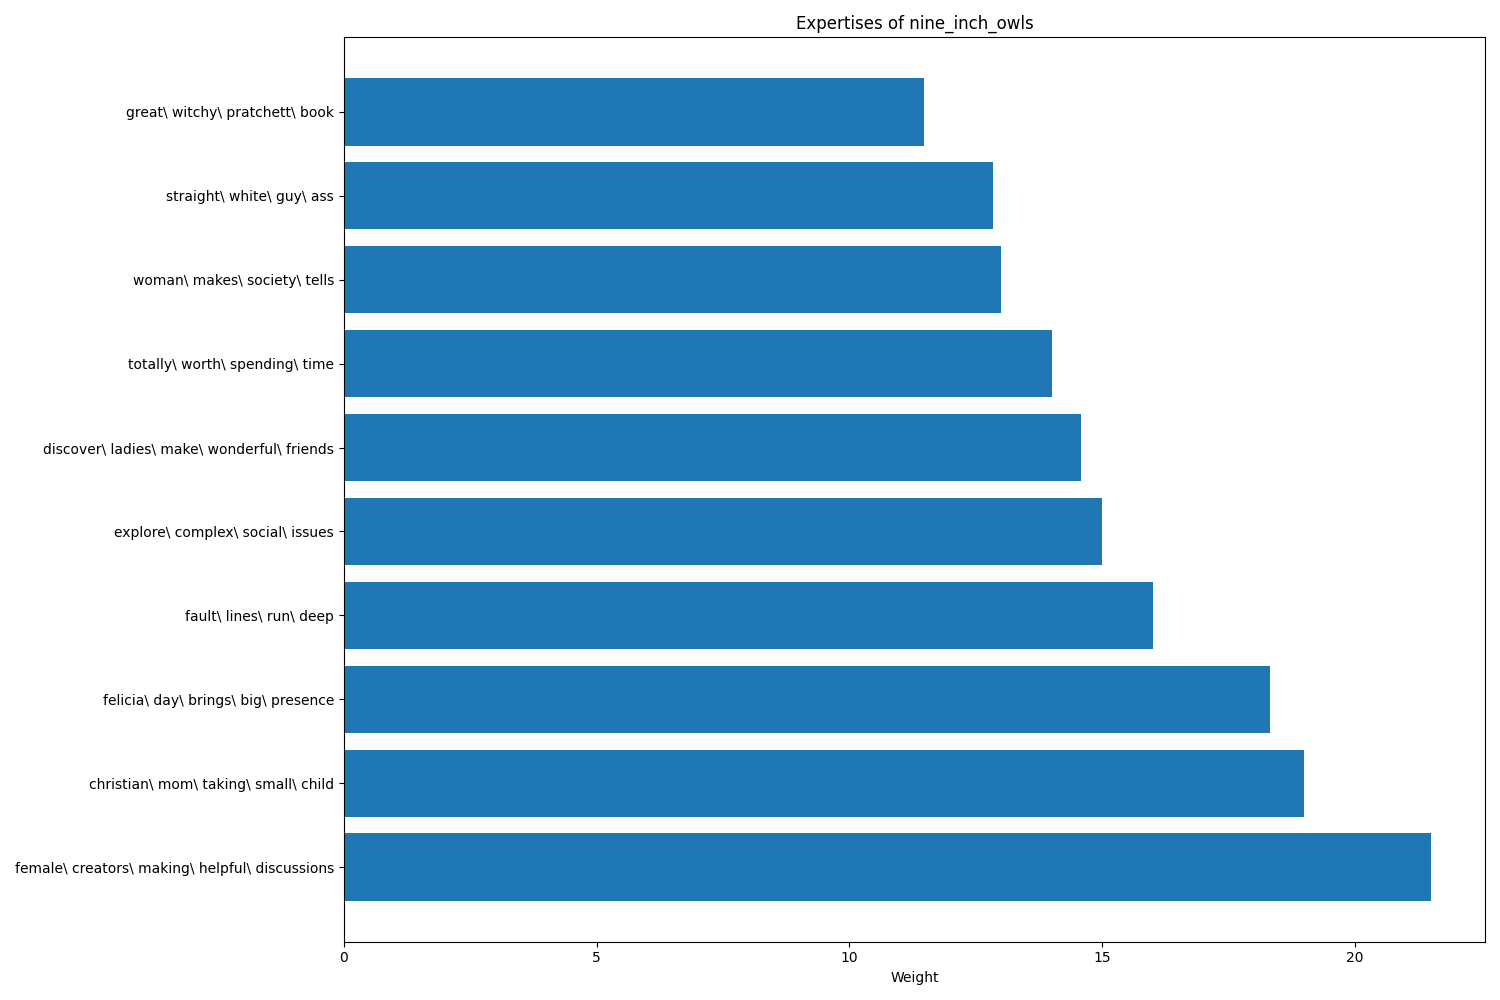 Expertises of nine_inch_owls
great\ witchy\ pratchett\ book
straight\ white\ guy\ ass
woman\ makes\ society\ tells
totally\ worth\ spending\ time
discover\ ladies\ make\ wonderful\ friends
explore\ complex\ social\ issues
fault\ lines\ run\ deep
felicia\ day\ brings\ big\ presence
christian\ mom\ taking\ small\ child
female\ creators\ making\ helpful\ discussions
0 5 10 15 20
Weight